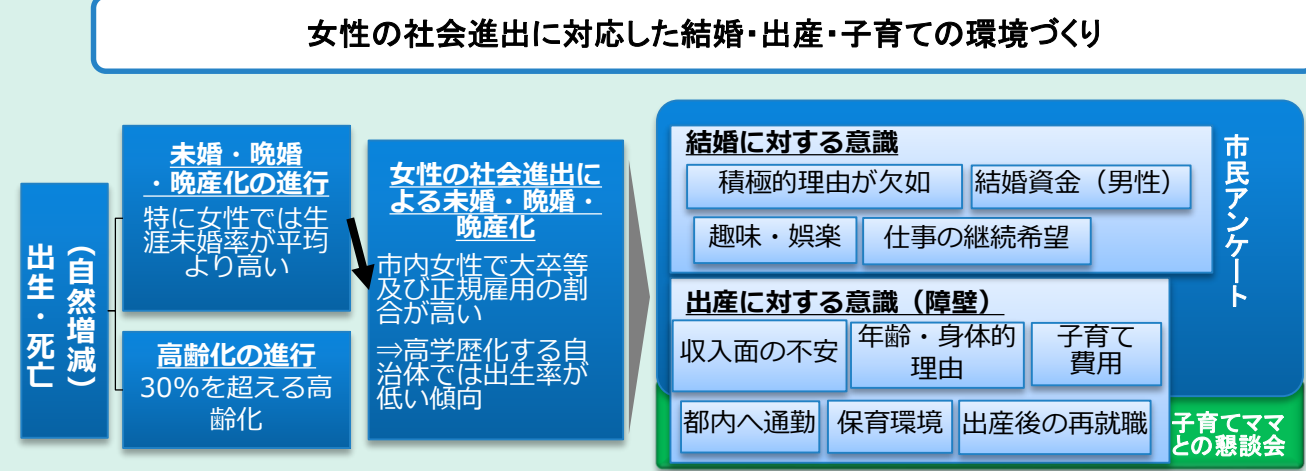 女性の社会進出に対応した結婚・出産・子育ての環境づくり
出生・死亡
（自然増減）
未婚・晩婚
・晩産化の進行
特に女性では生
涯未婚率が平均
より高い
高齢化の進行
30%を超える高
齢化
女性の社会進出に
よる未婚・晩婚・
晩産化
市内女性で大卒等
及び正規雇用の割
合が高い
⇒高学歴化する自
治体では出生率が
低い傾向
結婚に対する意識
積極的理由が欠如
結婚資金（男性）
趣味・娯楽
仕事の継続希望
市民アンケート
出産に対する意識（障壁）
収入面の不安
年齢・身体的
理由
子育て
費用
都内へ通勤
保育環境
出産後の再就職
子育てママ
との懇談会